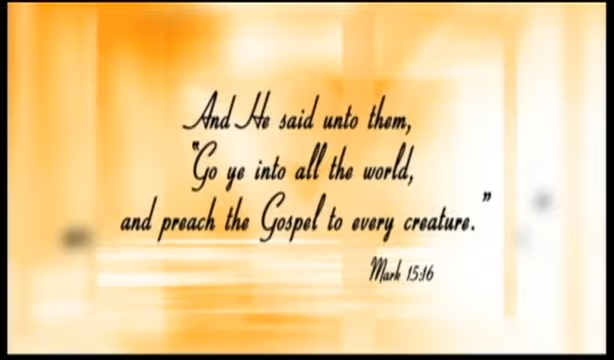 And He said unto them,
"Go ye into all the world,
and preach the Gospel to every creature."
Mark 15:16